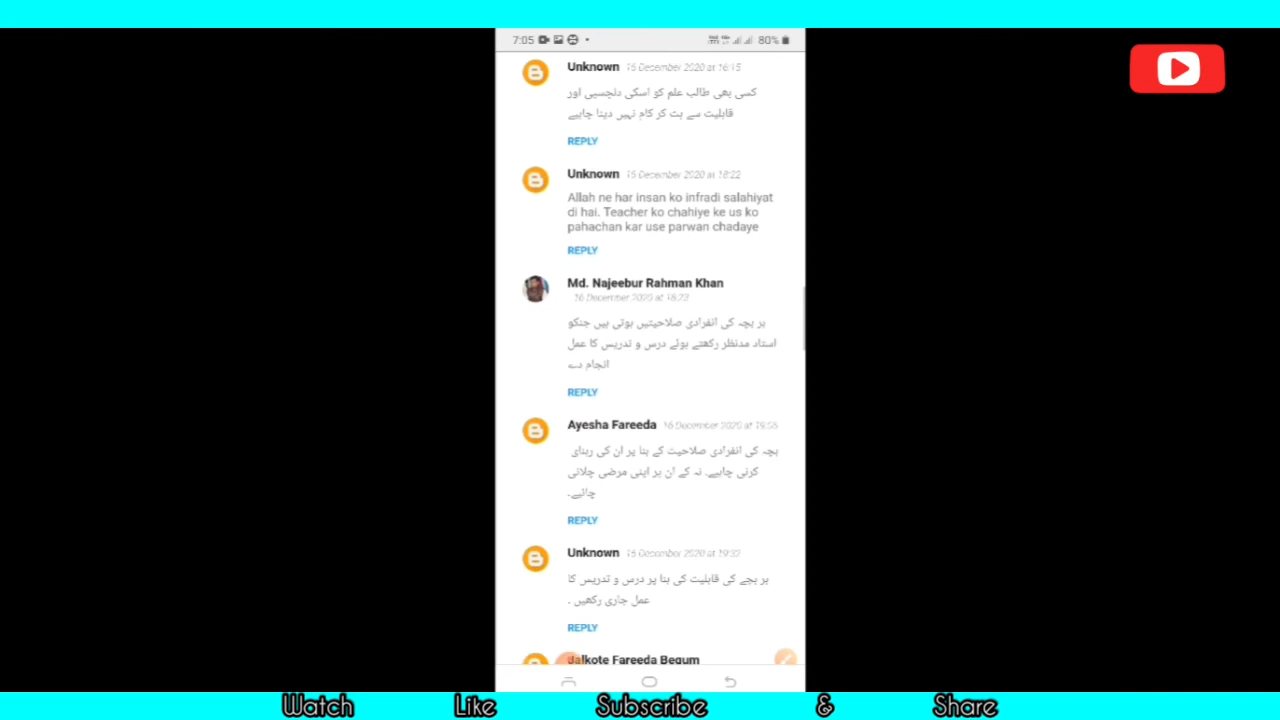 7:05 80%
Unknown 15 December 2020 at 16:15
کسی بھی طالب علم کو اسکی دلچسپی اور
قابلیت سے ہٹ کر کام نہیں دینا چاہیے
REPLY
Unknown 15 December 2020 at 18:22
Allah ne har insan ko infradi salahiyat
di hai. Teacher ko chahiye ke us ko
pahachan kar use parwan chadaye
REPLY
Md. Najeebur Rahman Khan
16 December 2020 at 18:23
ہر بچہ کی انفرادی صلاحیتیں ہوتی ہیں جنکو
استاد مدنظر رکھتے ہوئے درس و تدریس کا عمل
انجام دے
REPLY
Ayesha Fareeda 16 December 2020 at
بچہ کی انفرادی صلاحیت کے بنا پر ان کی رہنای
کرنی چاہیے۔ نہ کے ان پر اپنی مرضی چلانی
چائیے۔
REPLY
Unknown 16 December 2020 at
ہر بچے کی قابلیت کی بنا پر درس و تدریس کا
عمل جاری رکھیں ۔
REPLY
Jalkote Fareeda Begum
Watch Like Subscribe & Share